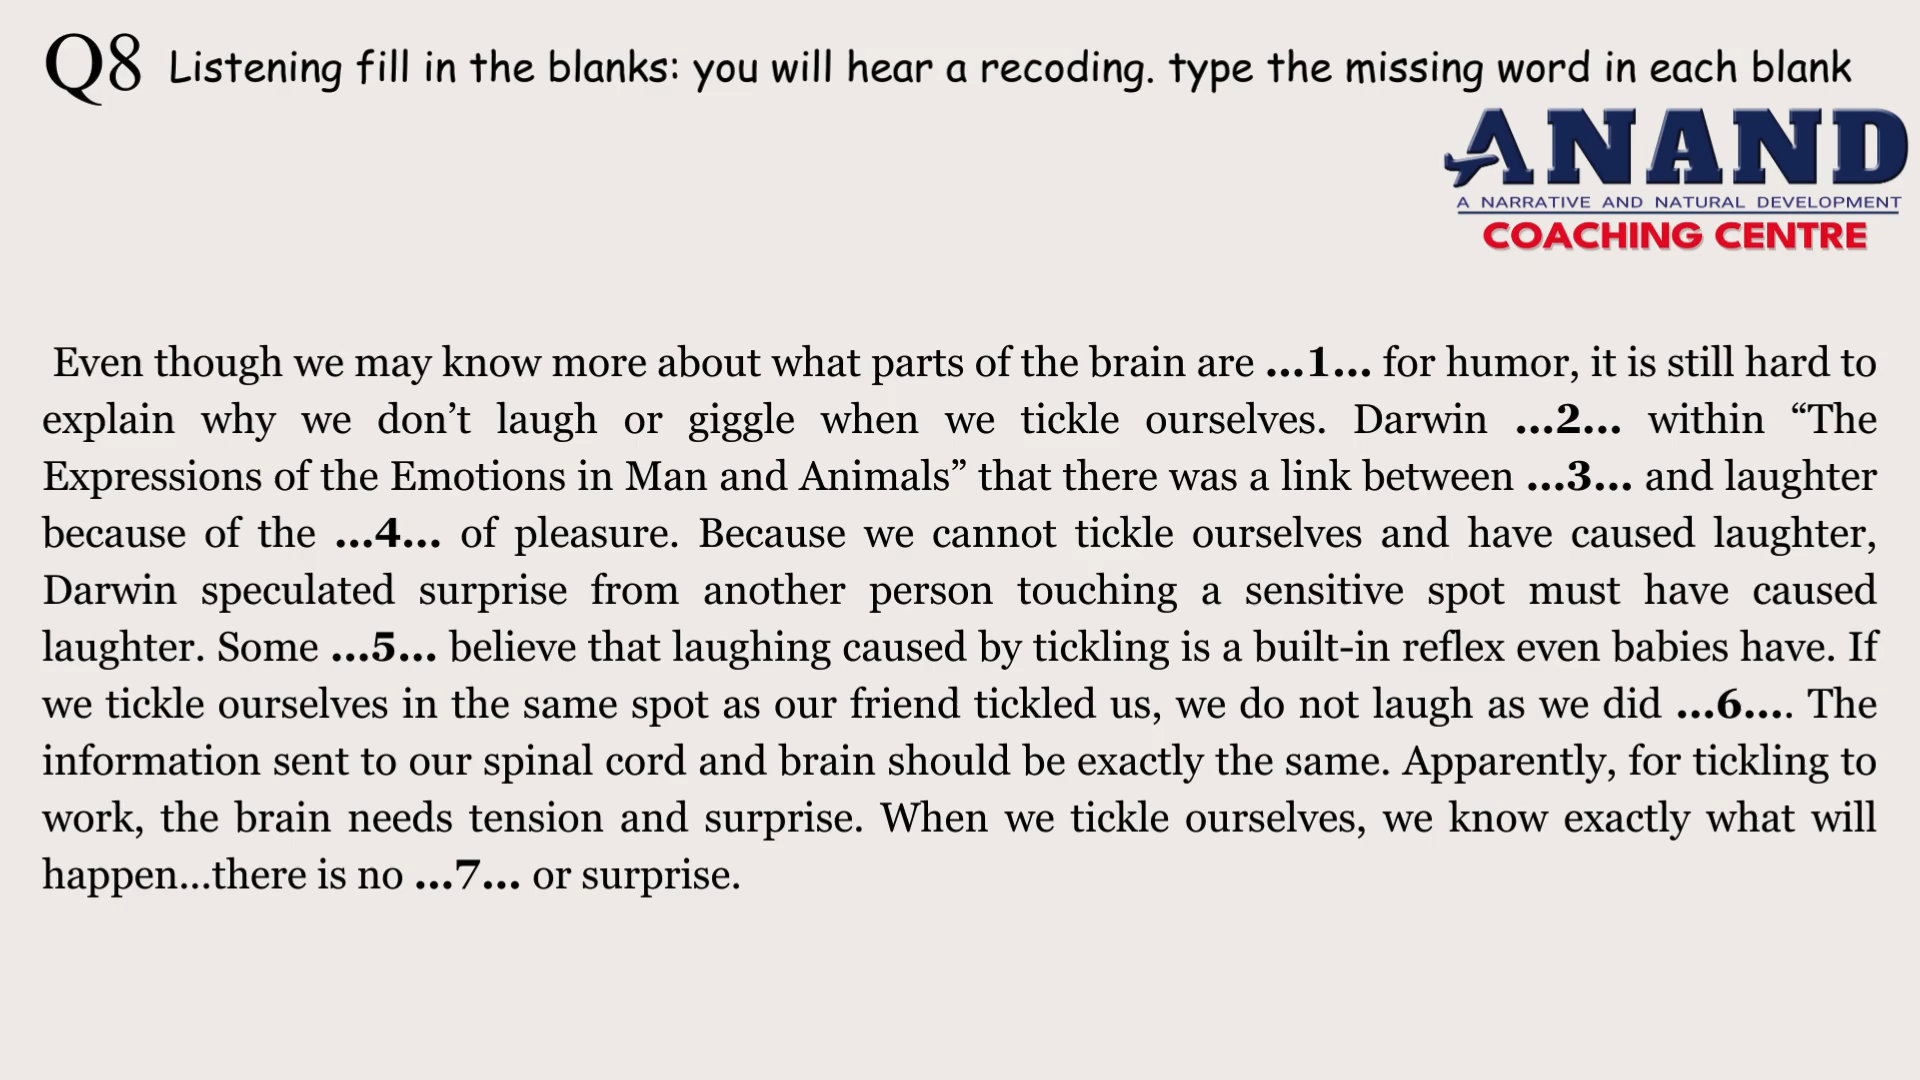 Q8 Listening fill in the blanks: you will hear a recoding. type the missing word in each blank
ANAND
A NARRATIVE AND NATURAL DEVELOPMENT
COACHING CENTRE
Even though we may know more about what parts of the brain are ...1... for humor, it is still hard to
explain why we don’t laugh or giggle when we tickle ourselves. Darwin ...2... within “The
Expressions of the Emotions in Man and Animals” that there was a link between ...3... and laughter
because of the ...4... of pleasure. Because we cannot tickle ourselves and have caused laughter,
Darwin speculated surprise from another person touching a sensitive spot must have caused
laughter. Some ...5... believe that laughing caused by tickling is a built-in reflex even babies have. If
we tickle ourselves in the same spot as our friend tickled us, we do not laugh as we did ...6.... The
information sent to our spinal cord and brain should be exactly the same. Apparently, for tickling to
work, the brain needs tension and surprise. When we tickle ourselves, we know exactly what will
happen...there is no ...7... or surprise.